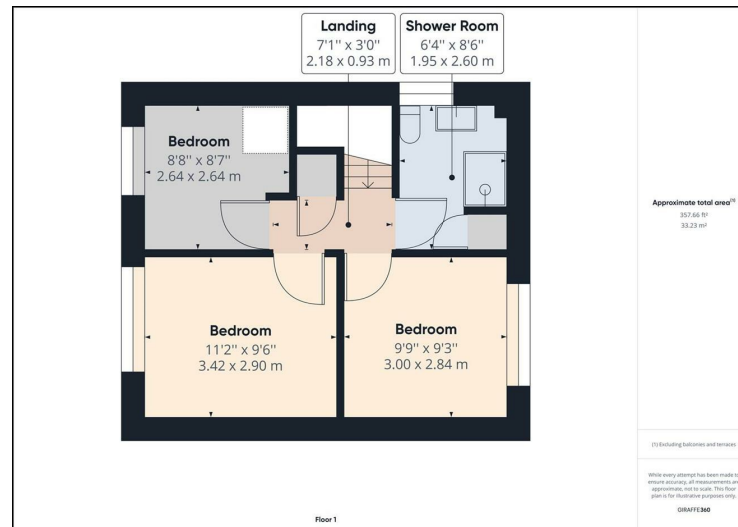 Landing
7'1" x 3'0"
2.18 x 0.93 m
Shower Room
6'4" x 8'6"
1.95 x 2.60 m
Bedroom
8'8" x 8'7"
2.64 x 2.64 m
Bedroom
11'2" x 9'6"
3.42 x 2.90 m
Bedroom
9'9" x 9'3"
3.00 x 2.84 m
Floor 1
Approximate total area(1)
357.66 ft²
33.23 m²
(1) Excluding balconies and terraces
While every attempt has been made to
ensure accuracy, all measurements are
approximate, not to scale. This floor
plan is for illustrative purposes only.
GIRAFFE360